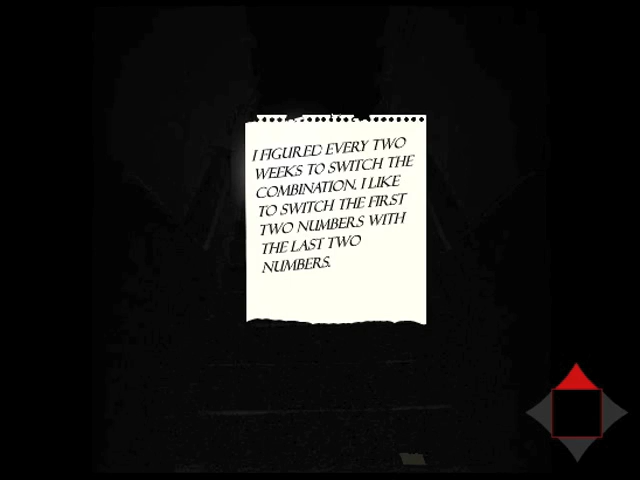 I FIGURED EVERY TWO
WEEKS TO SWITCH THE
COMBINATION. I LIKE
TO SWITCH THE FIRST
TWO NUMBERS WITH
THE LAST TWO
NUMBERS.